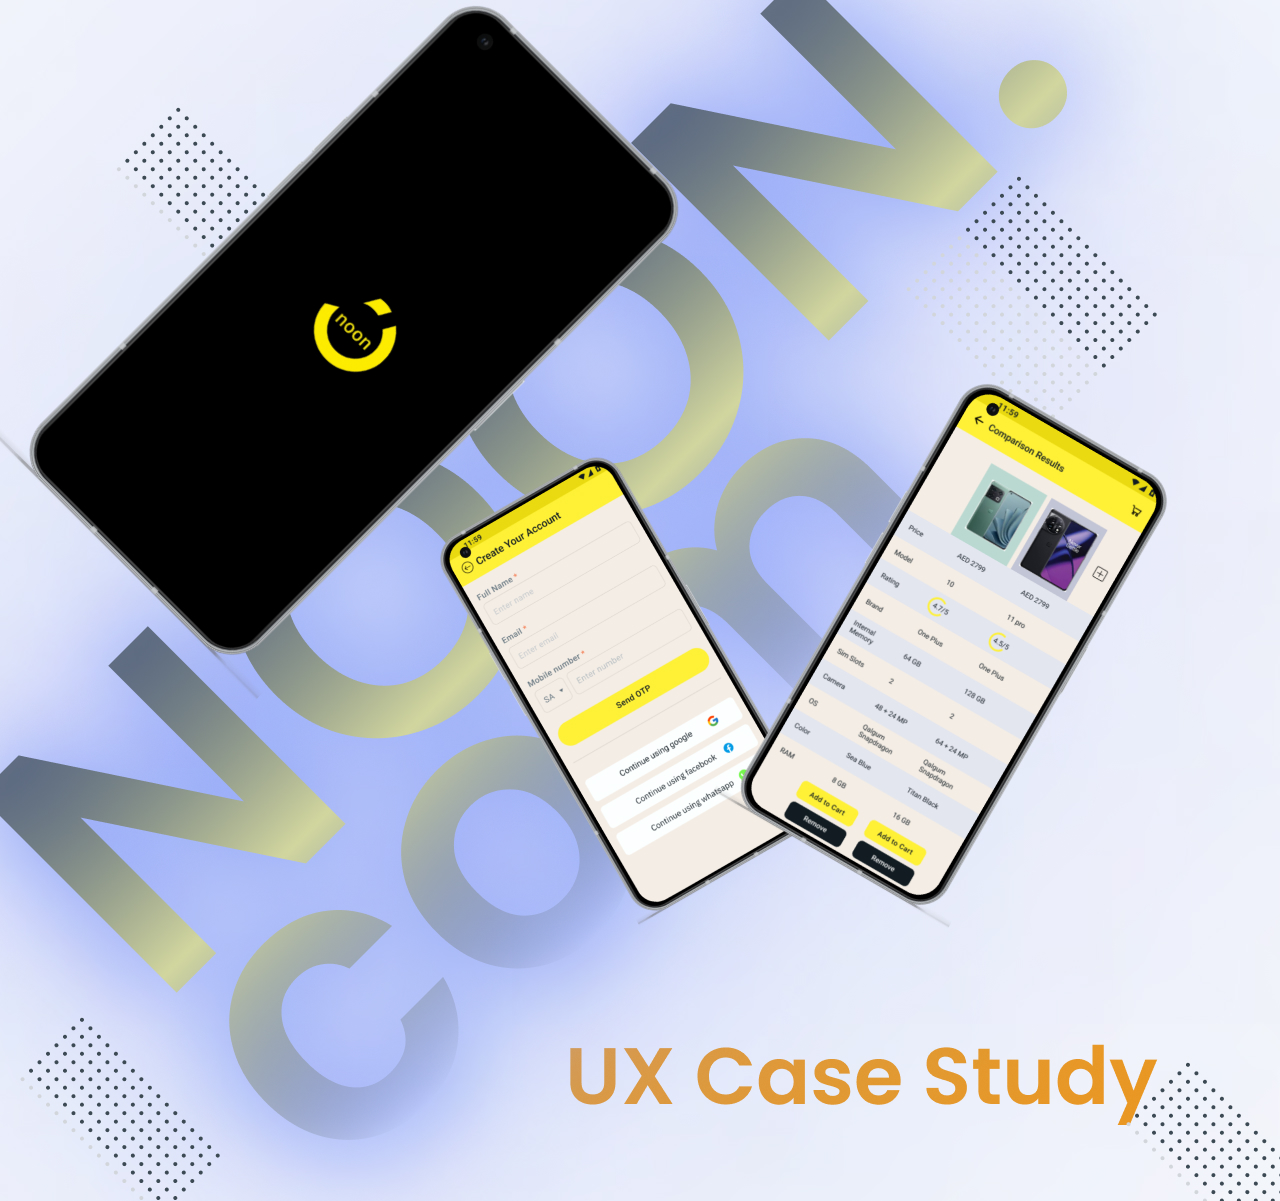 NOON.
com
noon
11:59
Create Your Account
Full Name *
Enter name
Email *
Enter email
Mobile number *
SA
Enter number
Send OTP
Continue using google
Continue using facebook
Continue using whatsapp
11:59
Comparison Results
Price AED 2799 AED 2799
Model 10 11 pro
Rating 4.7/5 4.5/5
Brand One Plus One Plus
Internal
Memory 64 GB 128 GB
Sim Slots 2 2
Camera 48 + 24 MP 64 + 24 MP
OS Qalgum
Snapdragon Qalgum
Snapdragon
Color Sea Blue Titan Black
RAM 8 GB 16 GB
Add to Cart Add to Cart
Remove Remove
UX Case Study